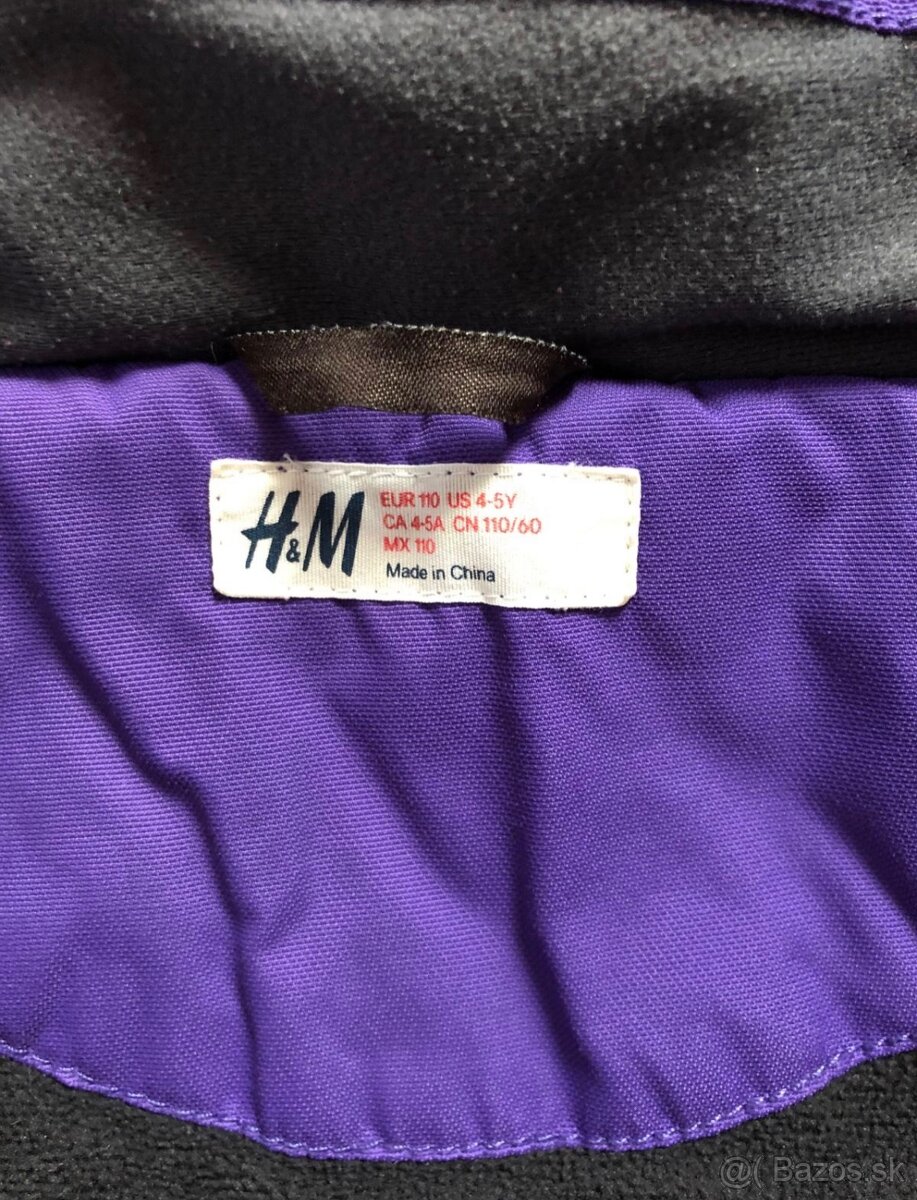 H&M
EUR 110 US 4-5Y
CA 4-5A CN 110/60
MX 110
Made in China
@( Bazos.sk